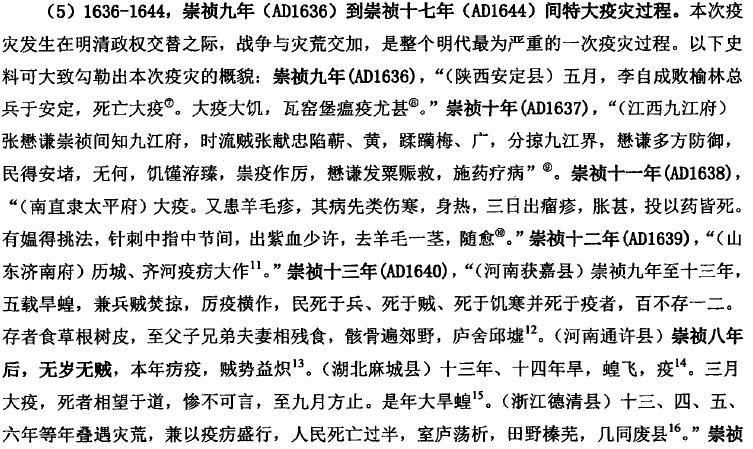 （5）1636-1644，崇祯九年（AD1636）到崇祯十七年（AD1644）间特大疫灾过程。本次疫
灾发生在明清政权交替之际，战争与灾荒交加，是整个明代最为严重的一次疫灾过程。以下史
料可大致勾勒出本次疫灾的概貌：崇祯九年(AD1636)，“（陕西安定县）五月，李自成败榆林总
兵于安定，死亡大疫⑦。大疫大饥，瓦窑堡瘟疫尤甚⑧。”崇祯十年(AD1637)，“（江西九江府）
张懋谦崇祯间知九江府，时流贼张献忠陷蕲、黄，蹂躏梅、广，分掠九江界，懋谦多方防御，
民得安堵，无何，饥馑洊臻，祟疫作厉，懋谦发粟赈救，施药疗病”⑨。崇祯十一年(AD1638)，
“（南直隶太平府）大疫。又患羊毛疹，其病先类伤寒，身热，三日出瘤疹，胀甚，投以药皆死。
有媪得挑法，针刺中指中节间，出紫血少许，去羊毛一茎，随愈⑩。”崇祯十二年(AD1639)，“（山
东济南府）历城、齐河疫疠大作11。”崇祯十三年(AD1640)，“（河南获嘉县）崇祯九年至十三年，
五载旱蝗，兼兵贼焚掠，厉疫横作，民死于兵、死于贼、死于饥寒并死于疫者，百不存一二。
存者食草根树皮，至父子兄弟夫妻相残食，骸骨遍郊野，庐舍邱墟12。（河南通许县）崇祯八年
后，无岁无贼，本年疠疫，贼势益炽13。（湖北麻城县）十三年、十四年旱，蝗飞，疫14。三月
大疫，死者相望于道，惨不可言，至九月方止。是年大旱蝗15。（浙江德清县）十三、四、五、
六年等年叠遇灾荒，兼以疫疠盛行，人民死亡过半，室庐荡析，田野榛芜，几同废县16。”崇祯